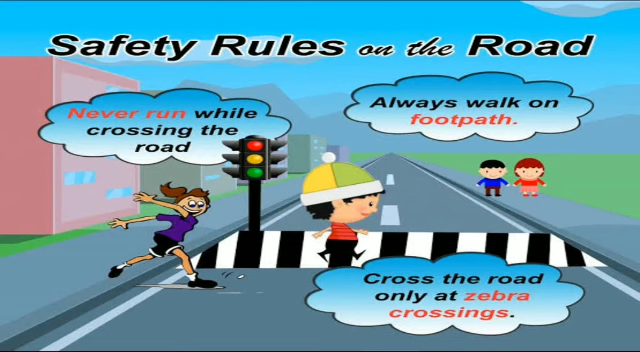 Safety Rules on the Road
Never run while
crossing the
road
Always walk on
footpath.
Cross the road
only at zebra
crossings.